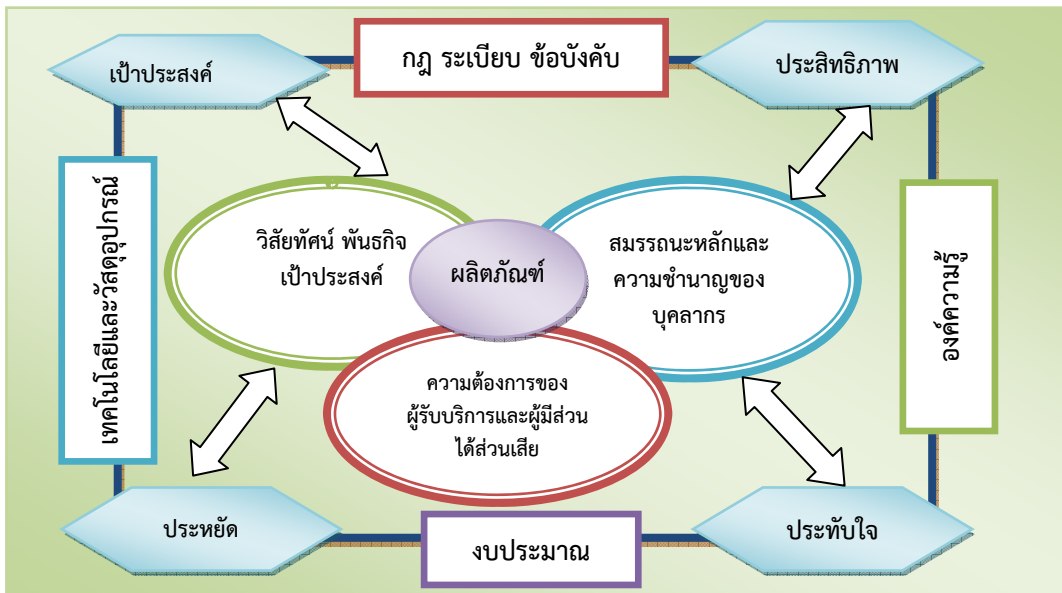 เป้าประสงค์
กฎ ระเบียบ ข้อบังคับ
ประสิทธิภาพ
เทคโนโลยีและวัสดุอุปกรณ์
วิสัยทัศน์ พันธกิจ
เป้าประสงค์
ผลิตภัณฑ์
สมรรถนะหลักและ
ความชำนาญของ
บุคลากร
องค์ความรู้
ความต้องการของ
ผู้รับบริการและผู้มีส่วน
ได้ส่วนเสีย
ประหยัด
งบประมาณ
ประทับใจ